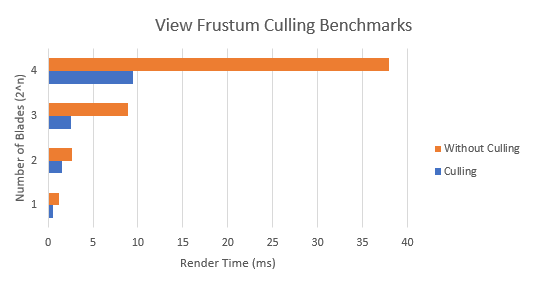 View Frustum Culling Benchmarks
Number of Blades (2^n)
4
3
2
1
0 5 10 15 20 25 30 35 40
Render Time (ms)
Without Culling
Culling